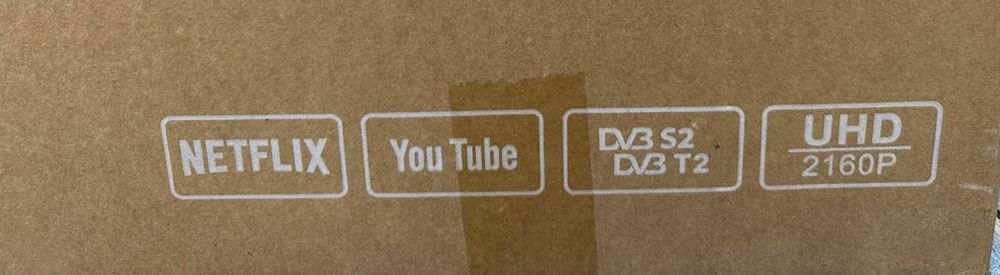 NETFLIX
You Tube
DVB S2
DVB T2
UHD
2160P